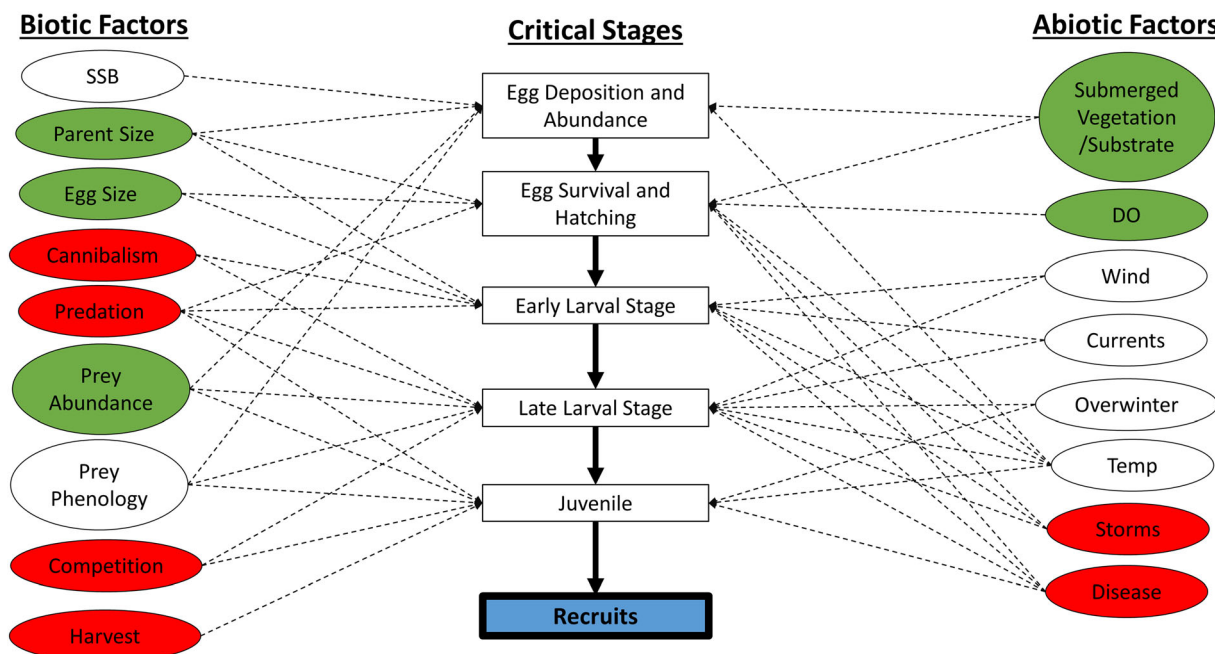 Biotic Factors
Critical Stages
Abiotic Factors
SSB
Parent Size
Egg Size
Cannibalism
Predation
Prey
Abundance
Prey
Phenology
Competition
Harvest
Egg Deposition and
Abundance
Egg Survival and
Hatching
Early Larval Stage
Late Larval Stage
Juvenile
Recruits
Submerged
Vegetation
/Substrate
DO
Wind
Currents
Overwinter
Temp
Storms
Disease